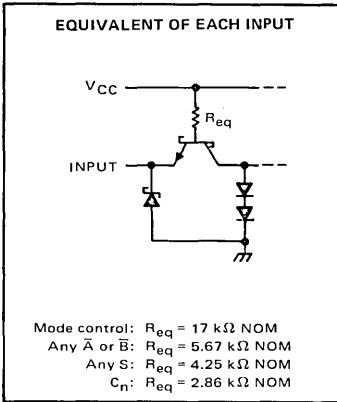 EQUIVALENT OF EACH INPUT
VCC
Req
INPUT
Mode control: Req = 17 kΩ NOM
Any A̅ or B̅: Req = 5.67 kΩ NOM
Any S: Req = 4.25 kΩ NOM
Cn: Req = 2.86 kΩ NOM